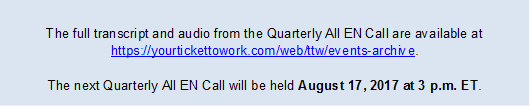 The full transcript and audio from the Quarterly All EN Call are available at
https://yourtickettowork.com/web/ttw/events-archive.
The next Quarterly All EN Call will be held August 17, 2017 at 3 p.m. ET.